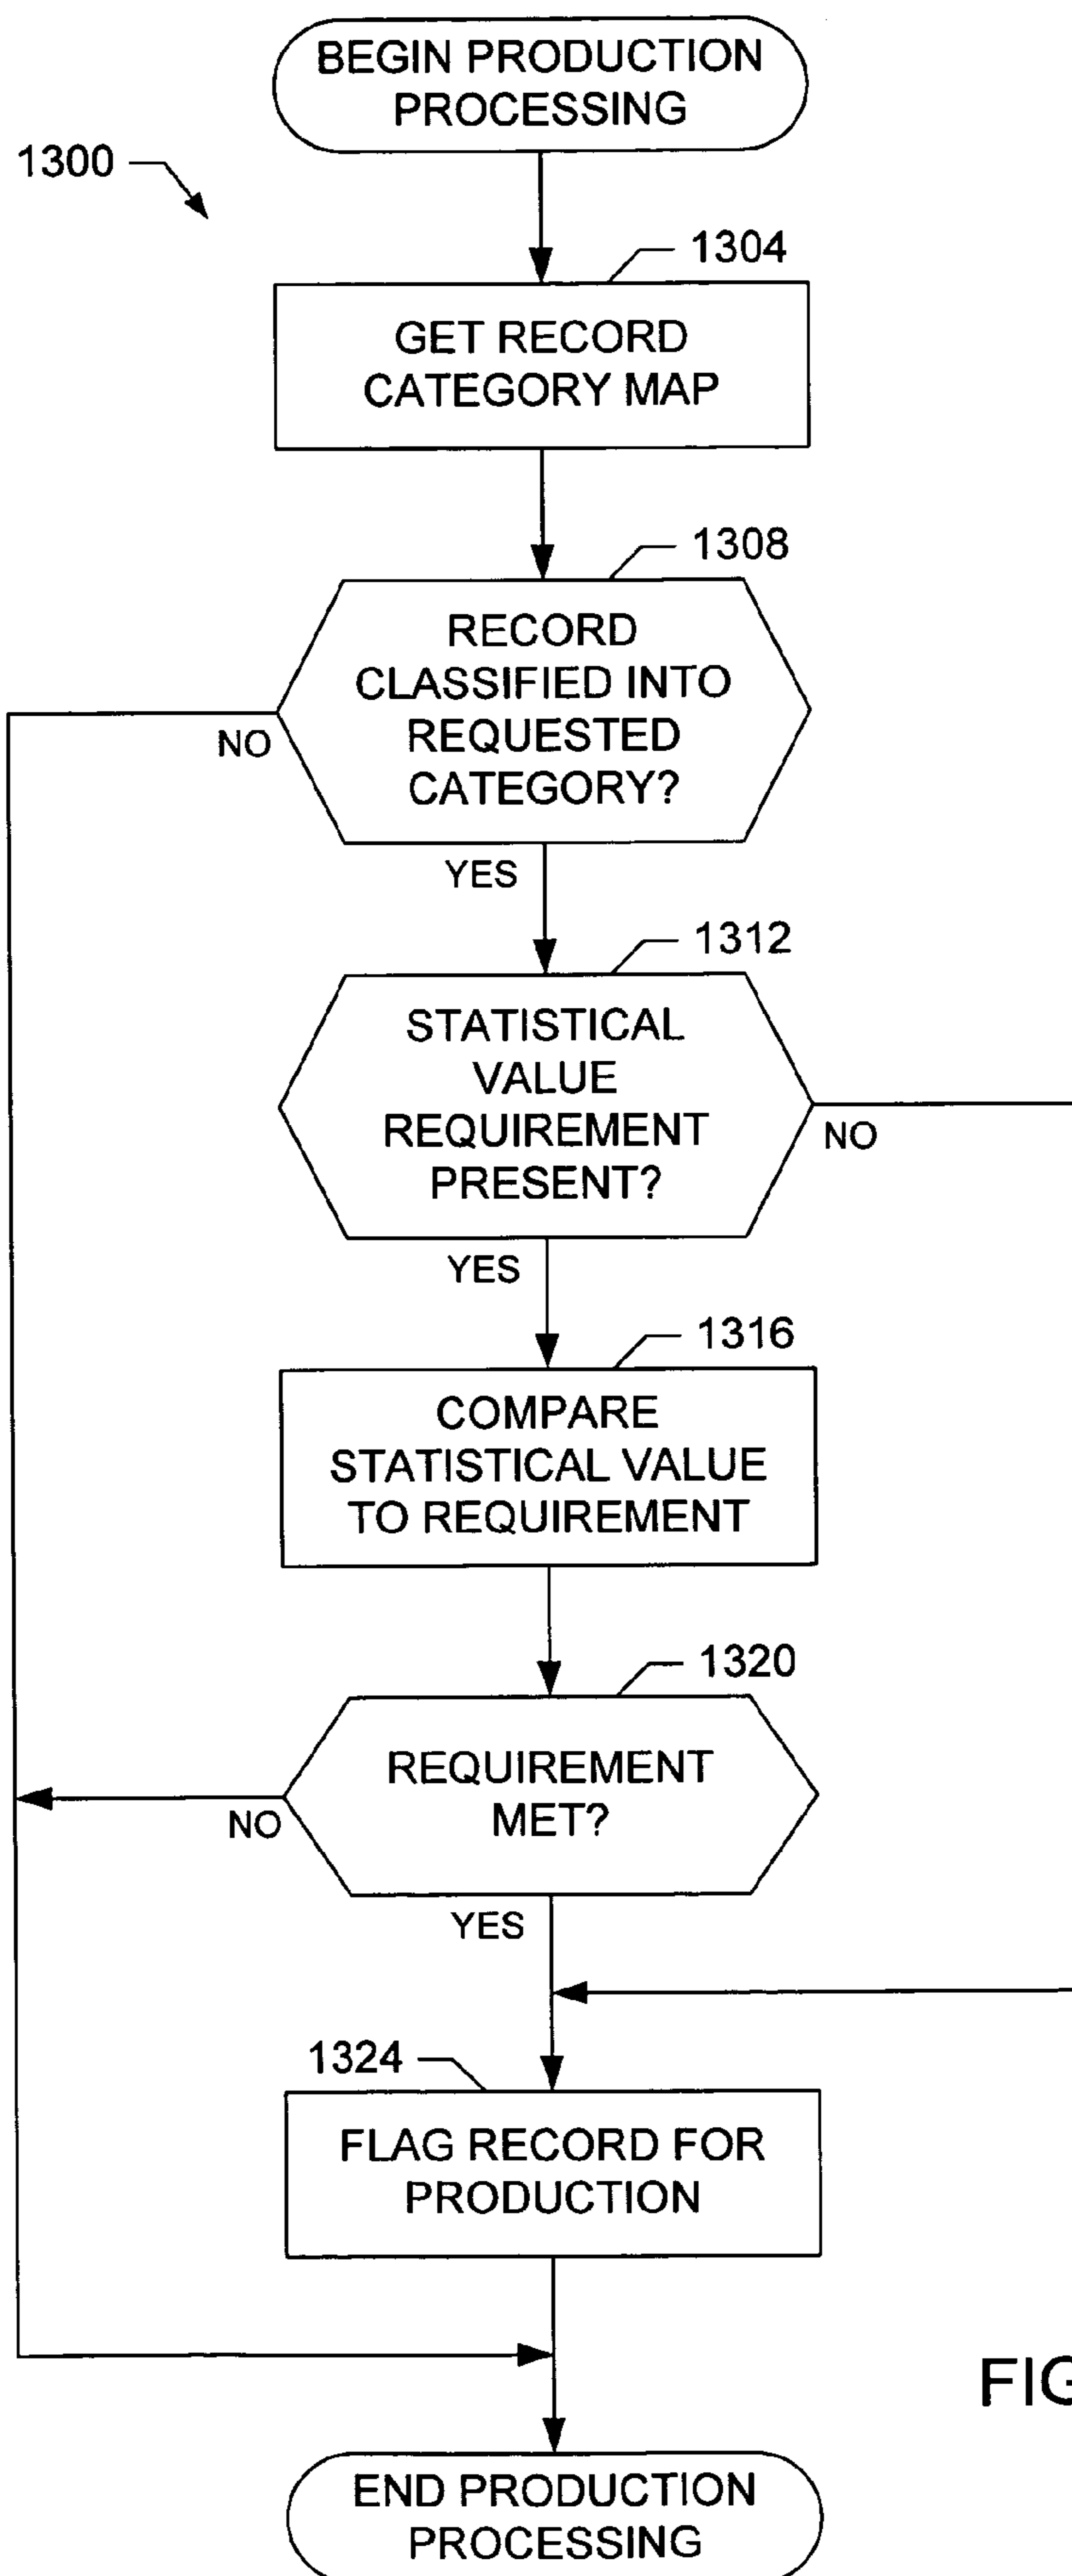 BEGIN PRODUCTION
PROCESSING
1300
1304
GET RECORD
CATEGORY MAP
1308
RECORD
CLASSIFIED INTO
REQUESTED
CATEGORY?
NO
YES
1312
STATISTICAL
VALUE
REQUIREMENT
PRESENT?
NO
YES
1316
COMPARE
STATISTICAL VALUE
TO REQUIREMENT
1320
REQUIREMENT
MET?
NO
YES
1324
FLAG RECORD FOR
PRODUCTION
FIG
END PRODUCTION
PROCESSING